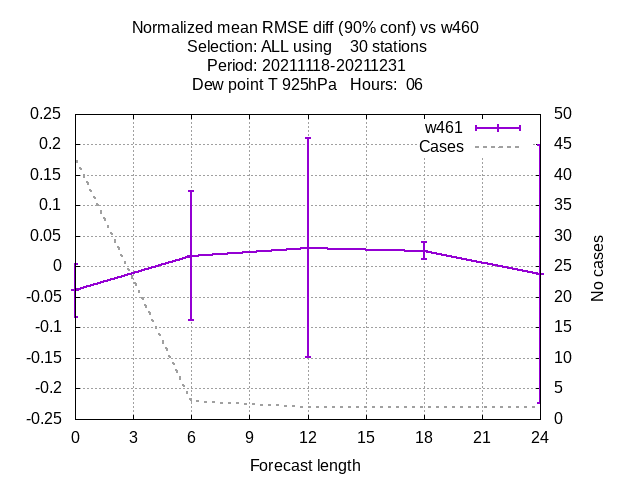 Normalized mean RMSE diff (90% conf) vs w460
Selection: ALL using    30 stations
Period: 20211118-20211231
Dew point T 925hPa   Hours:  06
w461
Cases
0.25
0.2
0.15
0.1
0.05
0
-0.05
-0.1
-0.15
-0.2
-0.25
50
45
40
35
30
25
20
15
10
5
0
No cases
0 3 6 9 12 15 18 21 24
Forecast length